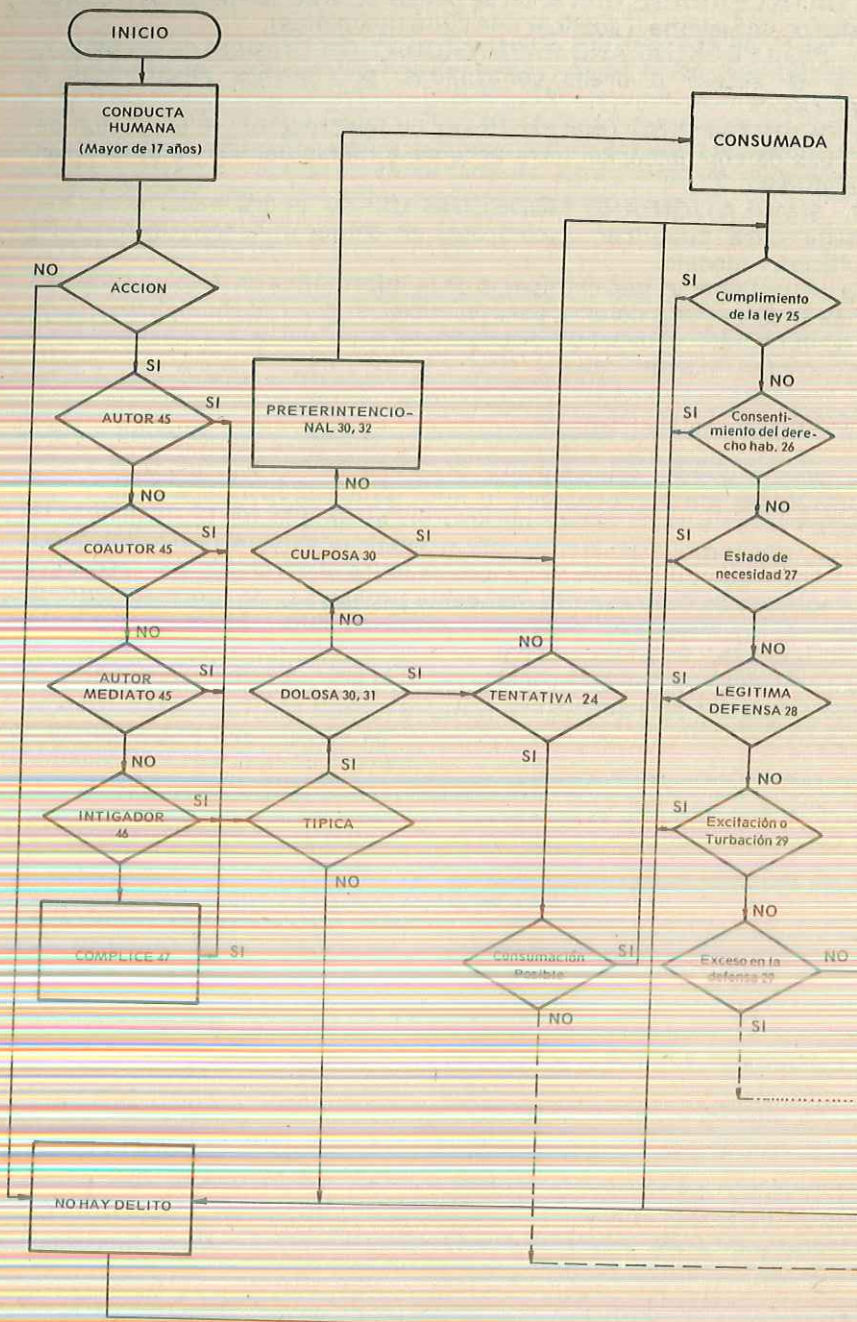 INICIO
CONDUCTA
HUMANA
(Mayor de 17 años)
CONSUMADA
NO
ACCION
SI
Cumplimiento
de la ley 25
SI
NO
AUTOR 45
SI
PRETERINTENCIO-
NAL 30, 32
SI
Consenti-
miento del dere-
cho hab. 26
NO
NO
NO
COAUTOR 45
SI
CULPOSA 30
SI
SI
Estado de
necesidad 27
NO
NO
NO
NO
AUTOR
MEDIATO 45
SI
DOLOSA 30, 31
SI
TENTATIVA 24
SI
LEGITIMA
DEFENSA 28
NO
SI
SI
NO
INTIGADOR
46
SI
TIPICA
SI
Excitación o
Turbación 29
NO
NO
COMPLICE 47
SI
Consumación
Posible
SI
Exceso en la
defensa 29
NO
NO
SI
NO HAY DELITO